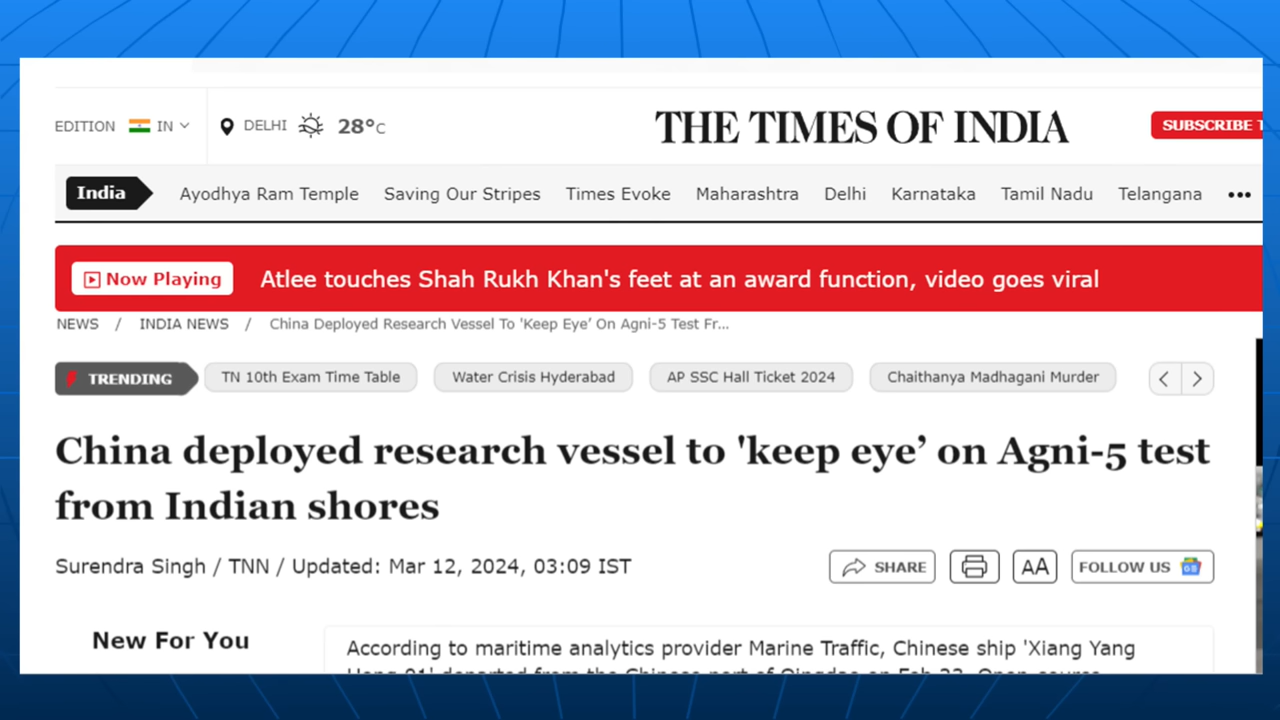 EDITION IN DELHI 28°C
THE TIMES OF INDIA
SUBSCRIBE
India Ayodhya Ram Temple Saving Our Stripes Times Evoke Maharashtra Delhi Karnataka Tamil Nadu Telangana •••
Now Playing Atlee touches Shah Rukh Khan's feet at an award function, video goes viral
NEWS / INDIA NEWS / China Deployed Research Vessel To 'Keep Eye’ On Agni-5 Test Fr...
TRENDING TN 10th Exam Time Table Water Crisis Hyderabad AP SSC Hall Ticket 2024 Chaithanya Madhagani Murder
China deployed research vessel to 'keep eye’ on Agni-5 test
from Indian shores
Surendra Singh / TNN / Updated: Mar 12, 2024, 03:09 IST
SHARE AA FOLLOW US
New For You
According to maritime analytics provider Marine Traffic, Chinese ship 'Xiang Yang